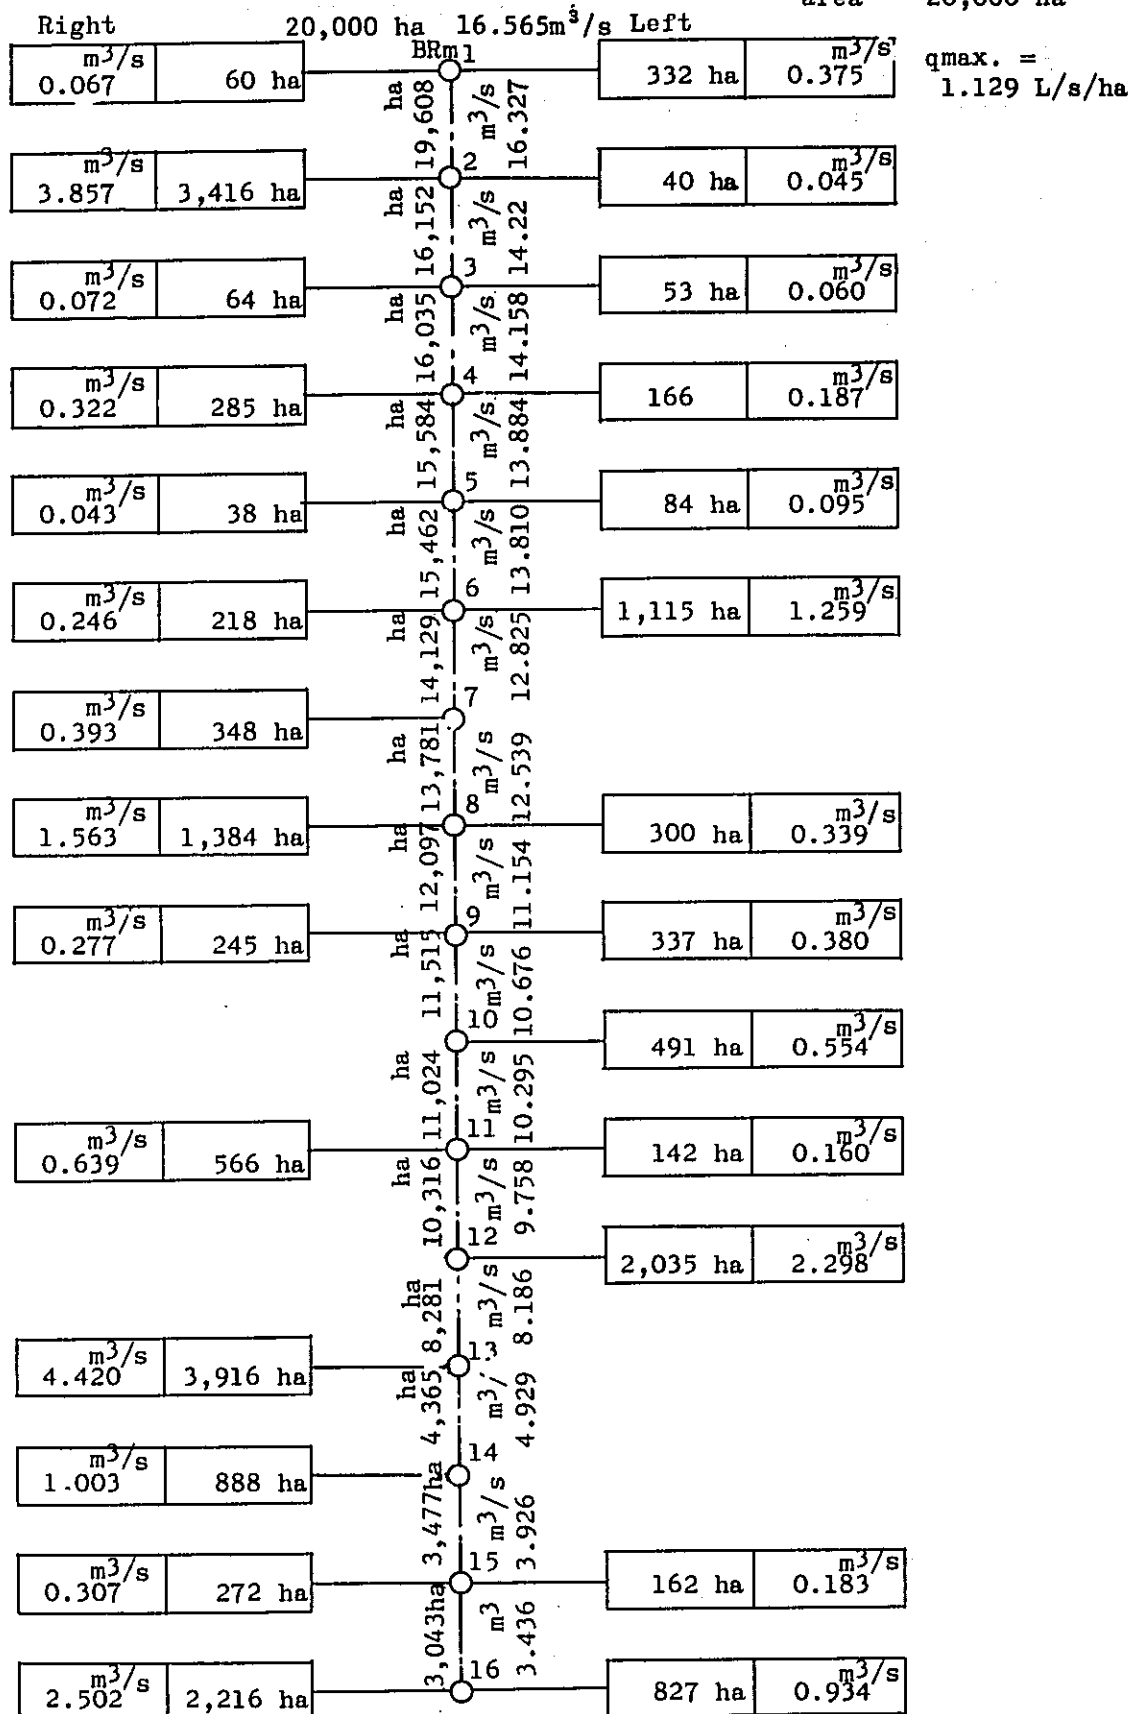 area 20,000 ha
Right 20,000 ha 16.565m³/s Left
BRm1
m³/s 0.067 60 ha 332 ha m³/s 0.375
qmax. =
1.129 L/s/ha
ha 19,608 m³/s 16.327
2
m³/s 3.857 3,416 ha 40 ha m³/s 0.045
ha 16,152 m³/s 14.22
3
m³/s 0.072 64 ha 53 ha m³/s 0.060
ha 16,035 m³/s 14.158
4
m³/s 0.322 285 ha 166 m³/s 0.187
ha 15,584 m³/s 13.884
5
m³/s 0.043 38 ha 84 ha m³/s 0.095
ha 15,462 m³/s 13.810
6
m³/s 0.246 218 ha 1,115 ha m³/s 1.259
ha 14,129 m³/s 12.825
7
m³/s 0.393 348 ha
ha 13,781 m³/s 12.539
8
m³/s 1.563 1,384 ha 300 ha m³/s 0.339
ha 12,097 m³/s 11.154
9
m³/s 0.277 245 ha 337 ha m³/s 0.380
ha 11,515 m³/s 10.676
10
491 ha m³/s 0.554
ha 11,024 m³/s 10.295
11
m³/s 0.639 566 ha 142 ha m³/s 0.160
ha 10,316 m³/s 9.758
12
2,035 ha m³/s 2.298
ha 8,281 m³/s 8.186
13
m³/s 4.420 3,916 ha
ha 4,365 m³/ 4.929
14
m³/s 1.003 888 ha
3,477ha m³/s 3.926
15
m³/s 0.307 272 ha 162 ha m³/s 0.183
3,043ha m³ 3.436
16
m³/s 2.502 2,216 ha 827 ha m³/s 0.934